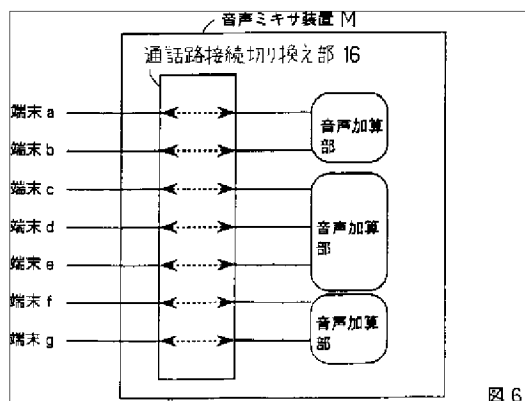 音声ミキサ装置 M
通話路接続切り換え部 16
端末 a
端末 b
端末 c
端末 d
端末 e
端末 f
端末 g
音声加算
部
音声加算
部
音声加算
部
図 6